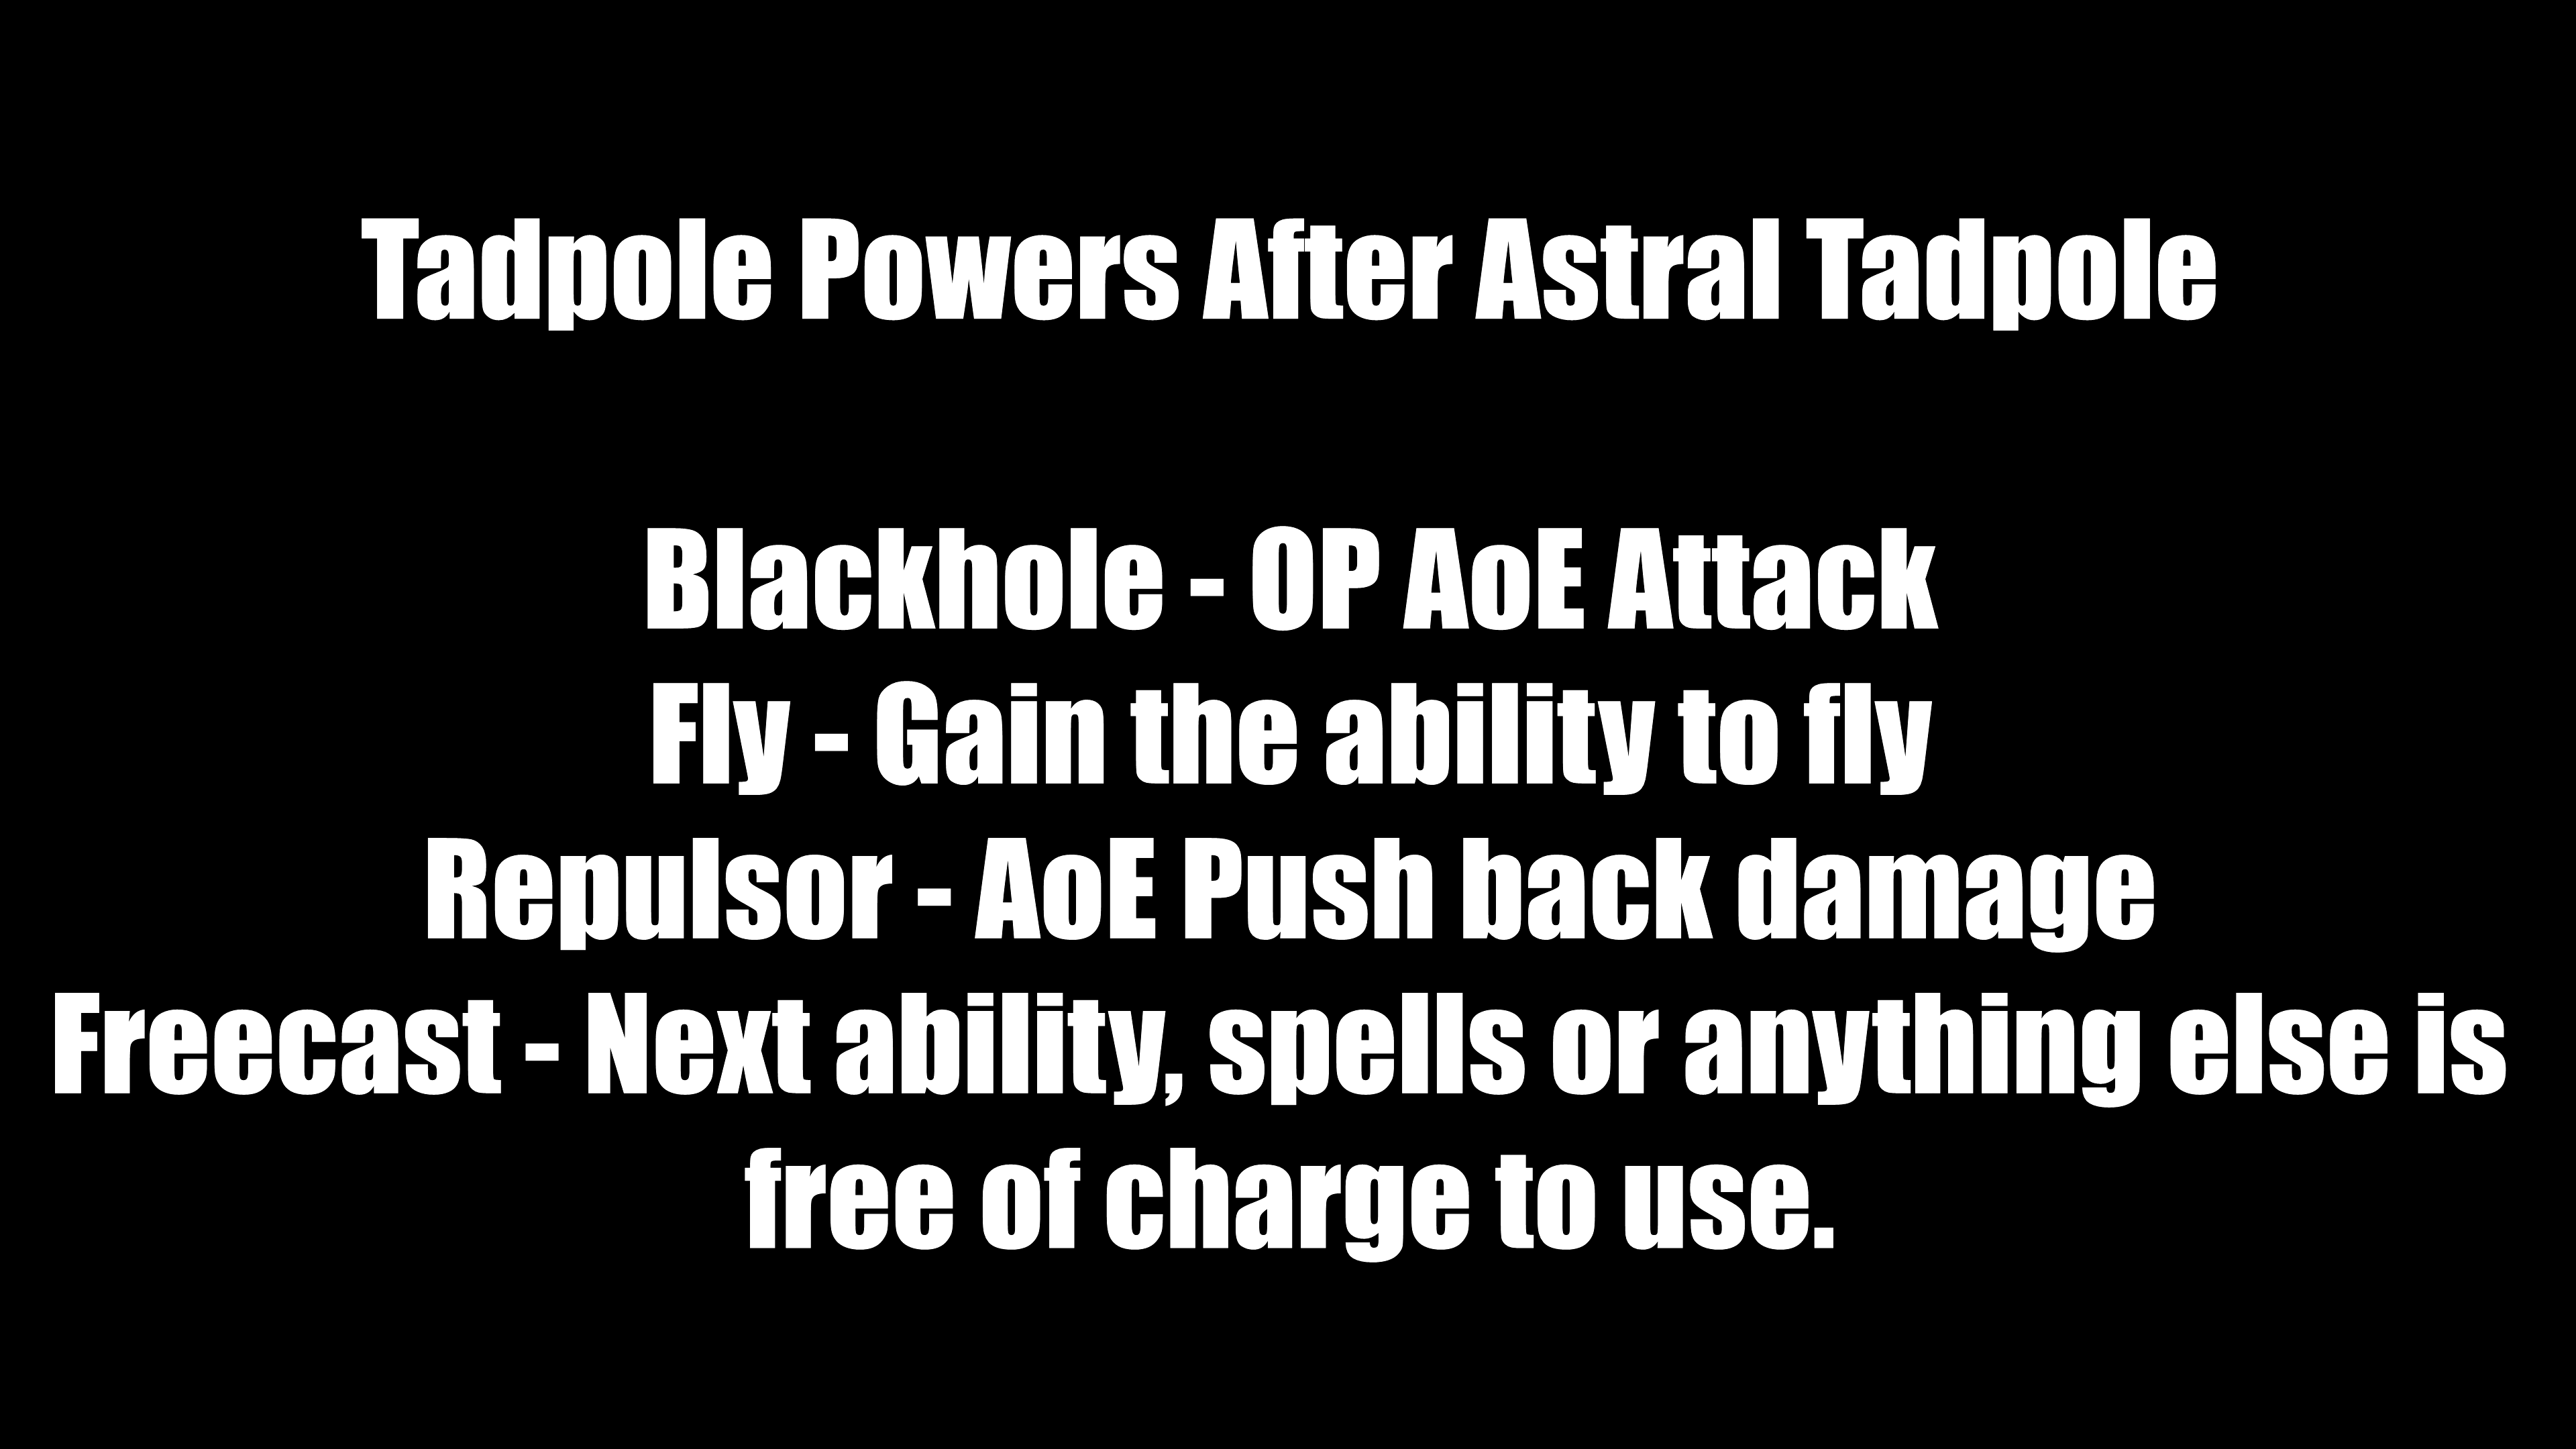 Tadpole Powers After Astral Tadpole
Blackhole - OP AoE Attack
Fly - Gain the ability to fly
Repulsor - AoE Push back damage
Freecast - Next ability, spells or anything else is
free of charge to use.